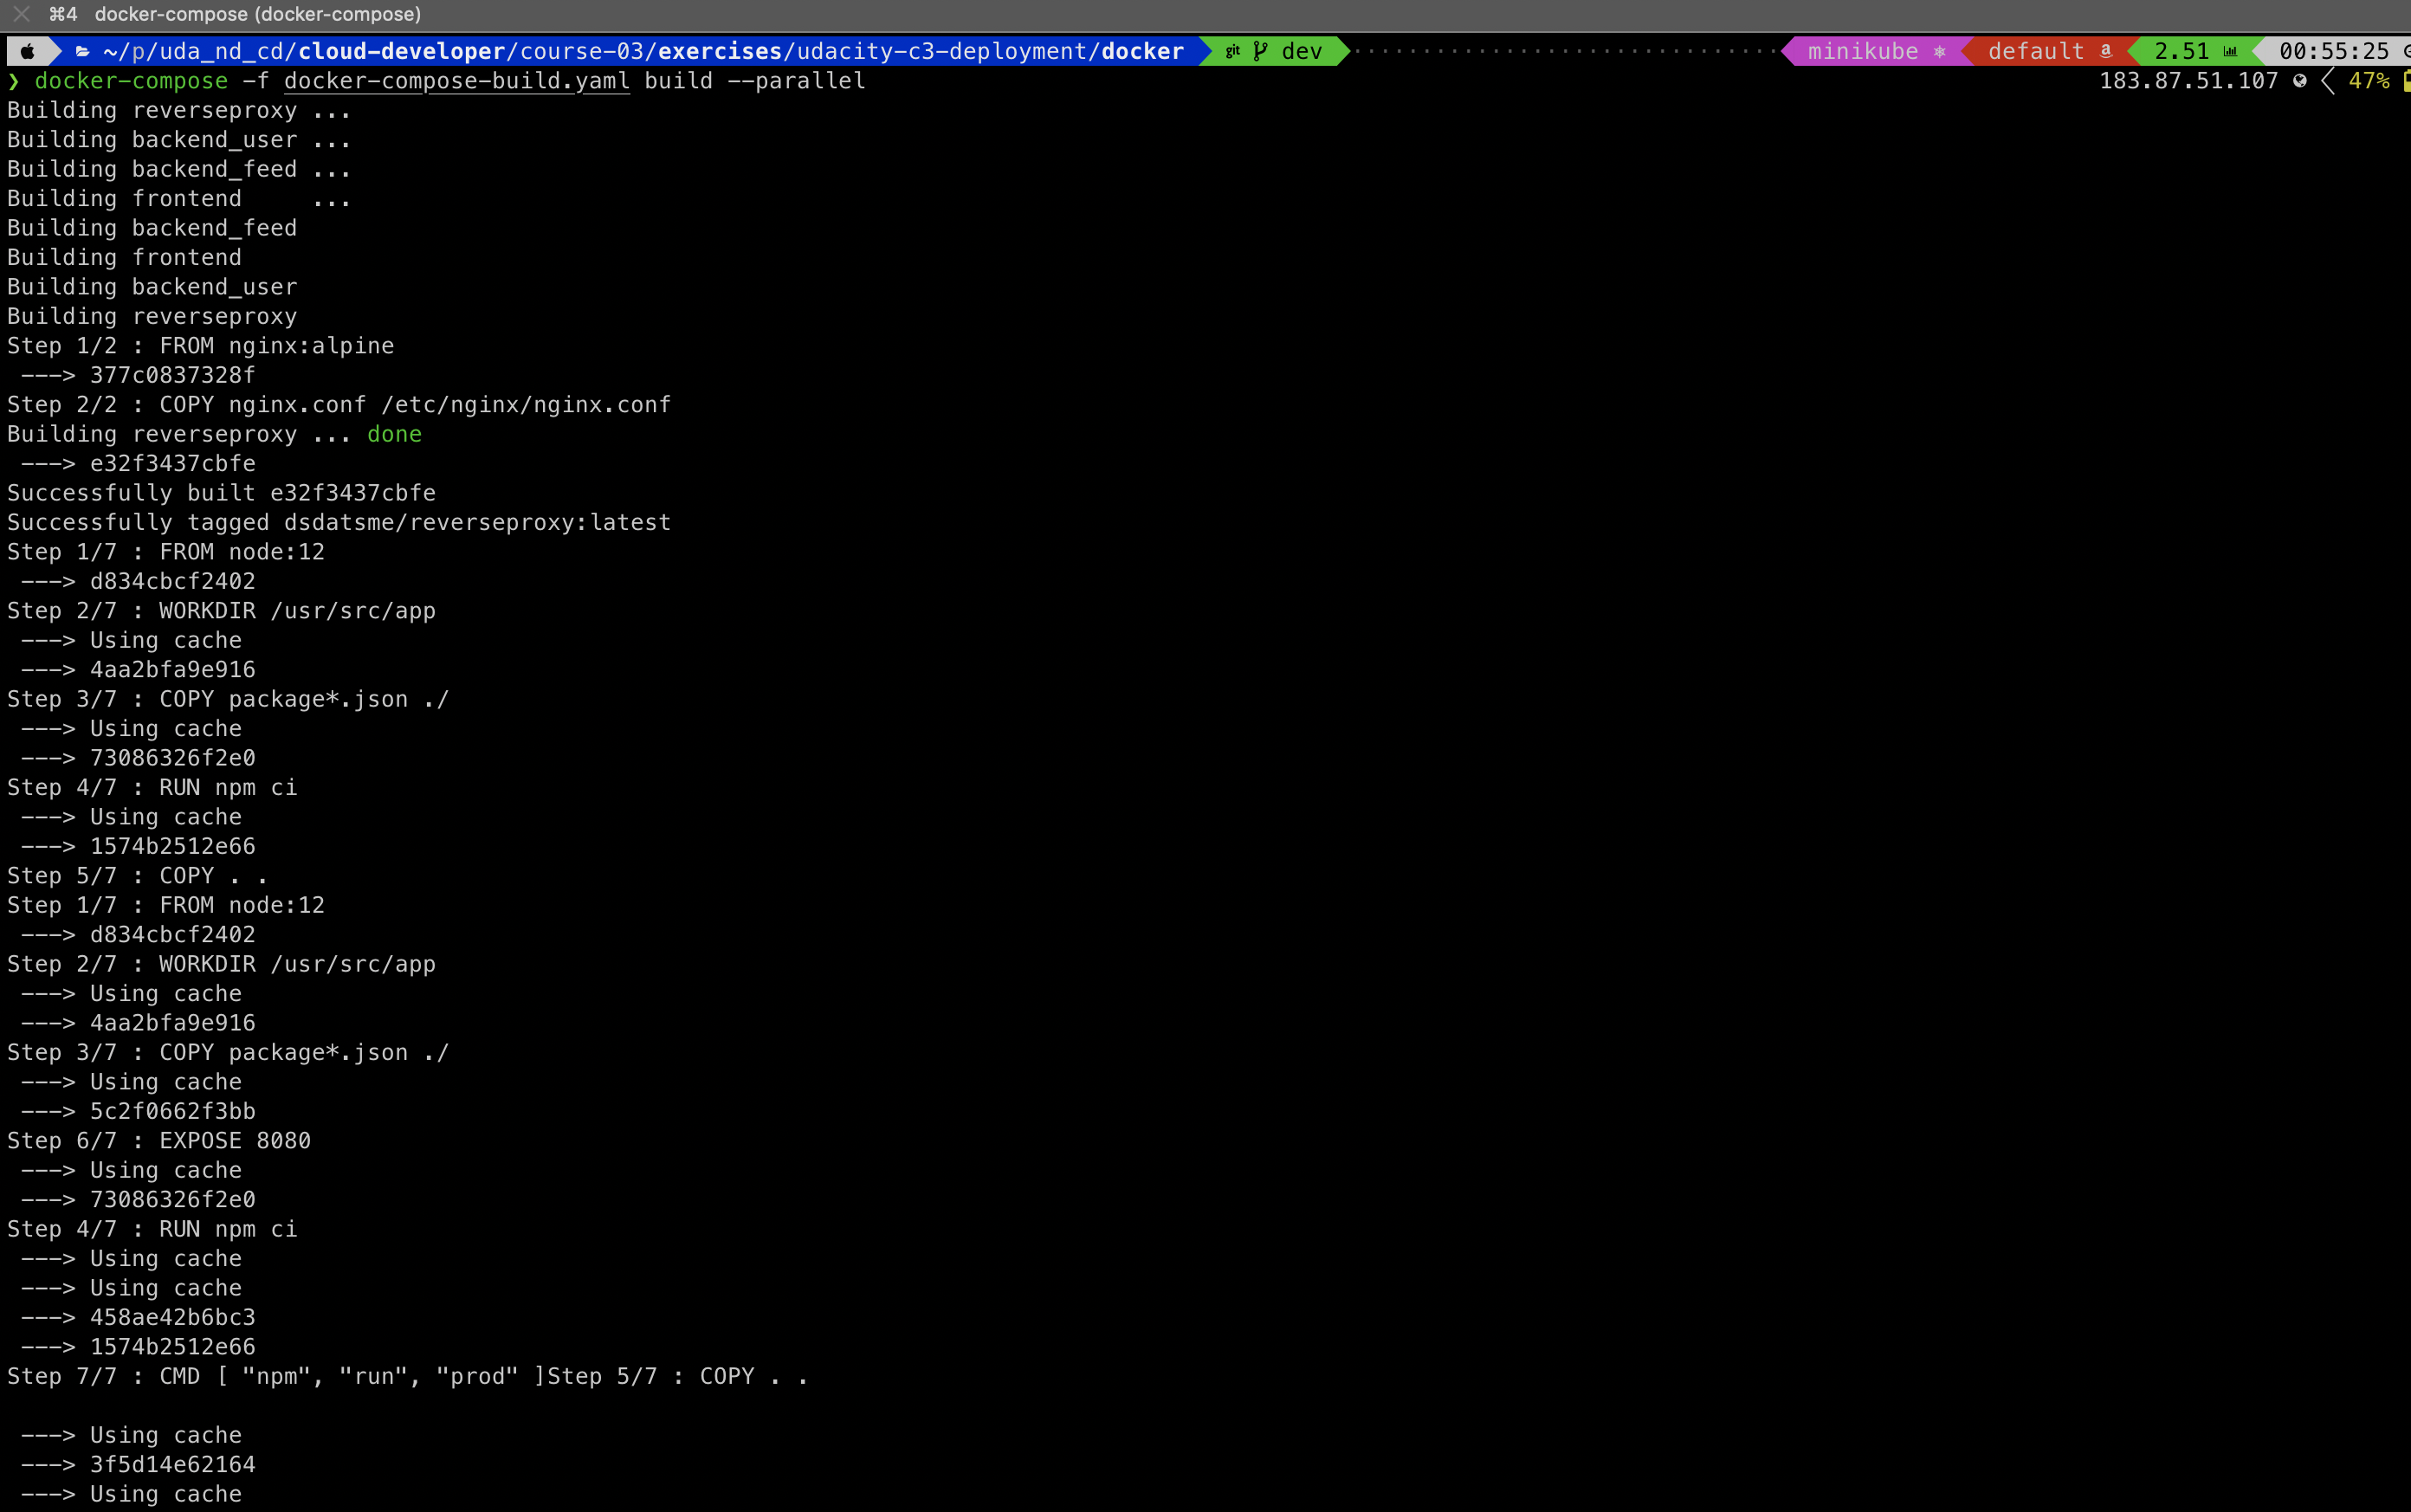 ⌘4 docker-compose (docker-compose)
~/p/uda_nd_cd/cloud-developer/course-03/exercises/udacity-c3-deployment/docker git dev minikube default 2.51 00:55:25
❯ docker-compose -f docker-compose-build.yaml build --parallel 183.87.51.107 47%
Building reverseproxy ...
Building backend_user ...
Building backend_feed ...
Building frontend     ...
Building backend_feed
Building frontend
Building backend_user
Building reverseproxy
Step 1/2 : FROM nginx:alpine
 ---> 377c0837328f
Step 2/2 : COPY nginx.conf /etc/nginx/nginx.conf
Building reverseproxy ... done
 ---> e32f3437cbfe
Successfully built e32f3437cbfe
Successfully tagged dsdatsme/reverseproxy:latest
Step 1/7 : FROM node:12
 ---> d834cbcf2402
Step 2/7 : WORKDIR /usr/src/app
 ---> Using cache
 ---> 4aa2bfa9e916
Step 3/7 : COPY package*.json ./
 ---> Using cache
 ---> 73086326f2e0
Step 4/7 : RUN npm ci
 ---> Using cache
 ---> 1574b2512e66
Step 5/7 : COPY . .
Step 1/7 : FROM node:12
 ---> d834cbcf2402
Step 2/7 : WORKDIR /usr/src/app
 ---> Using cache
 ---> 4aa2bfa9e916
Step 3/7 : COPY package*.json ./
 ---> Using cache
 ---> 5c2f0662f3bb
Step 6/7 : EXPOSE 8080
 ---> Using cache
 ---> 73086326f2e0
Step 4/7 : RUN npm ci
 ---> Using cache
 ---> Using cache
 ---> 458ae42b6bc3
 ---> 1574b2512e66
Step 7/7 : CMD [ "npm", "run", "prod" ]Step 5/7 : COPY . .
 ---> Using cache
 ---> 3f5d14e62164
 ---> Using cache